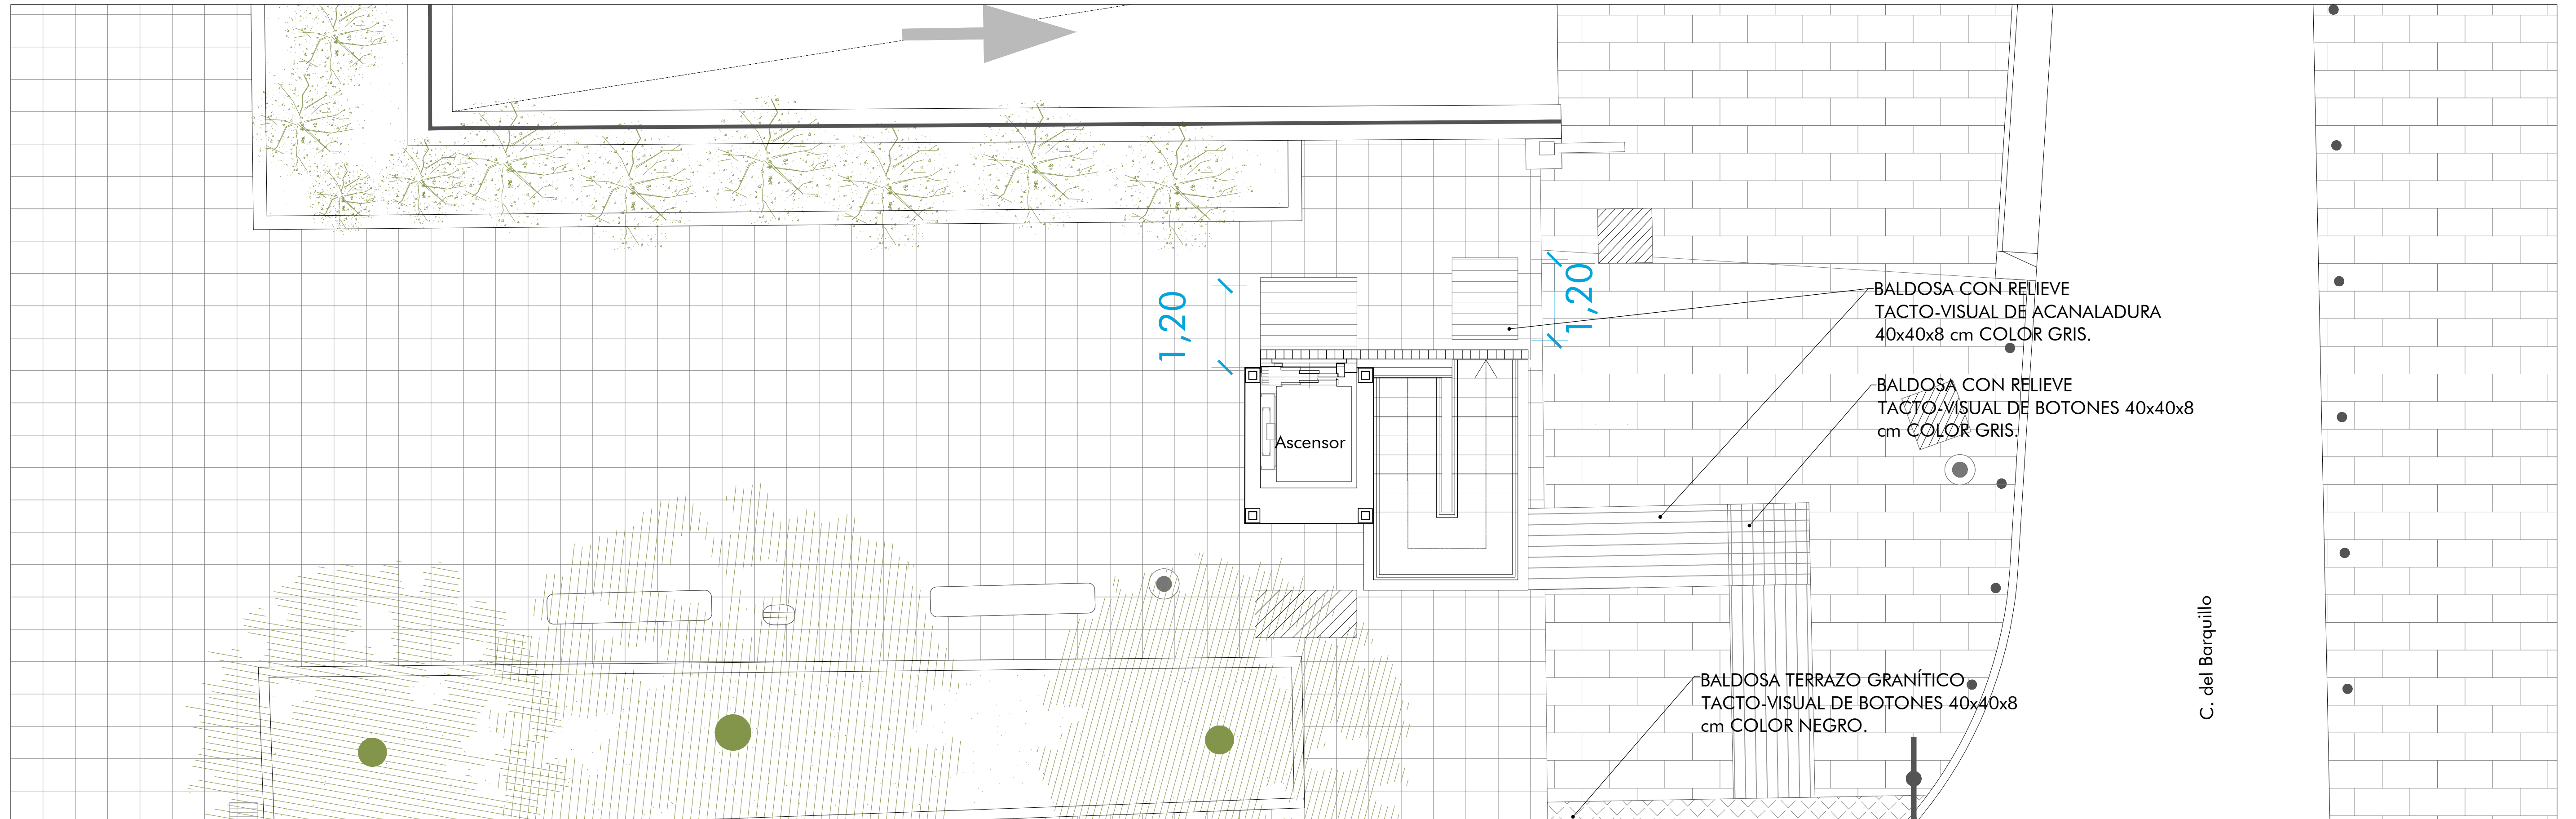 1,20
1,20
BALDOSA CON RELIEVE
TACTO-VISUAL DE ACANALADURA
40x40x8 cm COLOR GRIS.
BALDOSA CON RELIEVE
TACTO-VISUAL DE BOTONES 40x40x8
cm COLOR GRIS.
Ascensor
BALDOSA TERRAZO GRANÍTICO
TACTO-VISUAL DE BOTONES 40x40x8
cm COLOR NEGRO.
C. del Barquillo